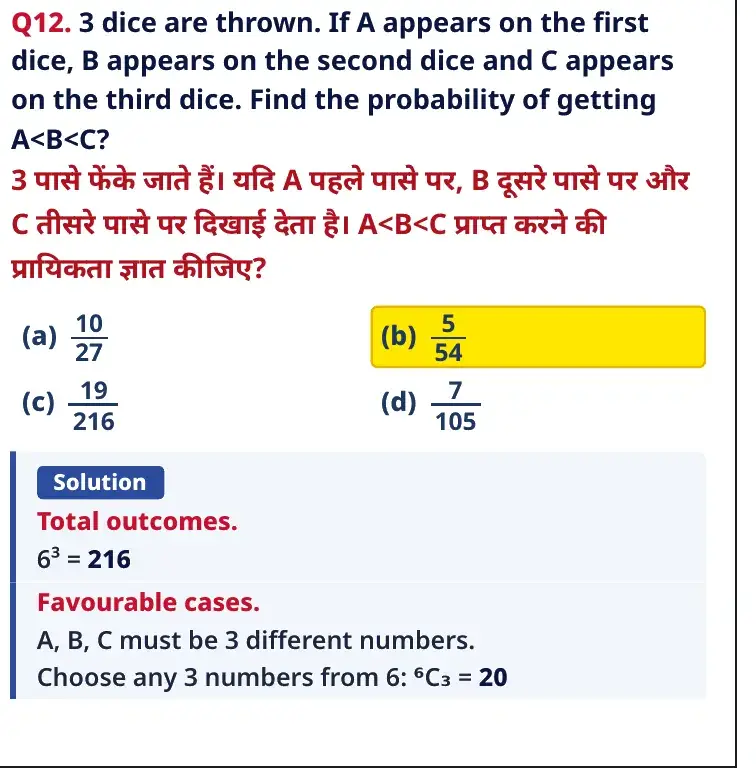 Q12. 3 dice are thrown. If A appears on the first
dice, B appears on the second dice and C appears
on the third dice. Find the probability of getting
A<B<C?
3 पासे फेंके जाते हैं। यदि A पहले पासे पर, B दूसरे पासे पर और
C तीसरे पासे पर दिखाई देता है। A<B<C प्राप्त करने की
प्रायिकता ज्ञात कीजिए?
(a) 10/27 (b) 5/54
(c) 19/216 (d) 7/105
Solution
Total outcomes.
6³ = 216
Favourable cases.
A, B, C must be 3 different numbers.
Choose any 3 numbers from 6: ⁶C₃ = 20